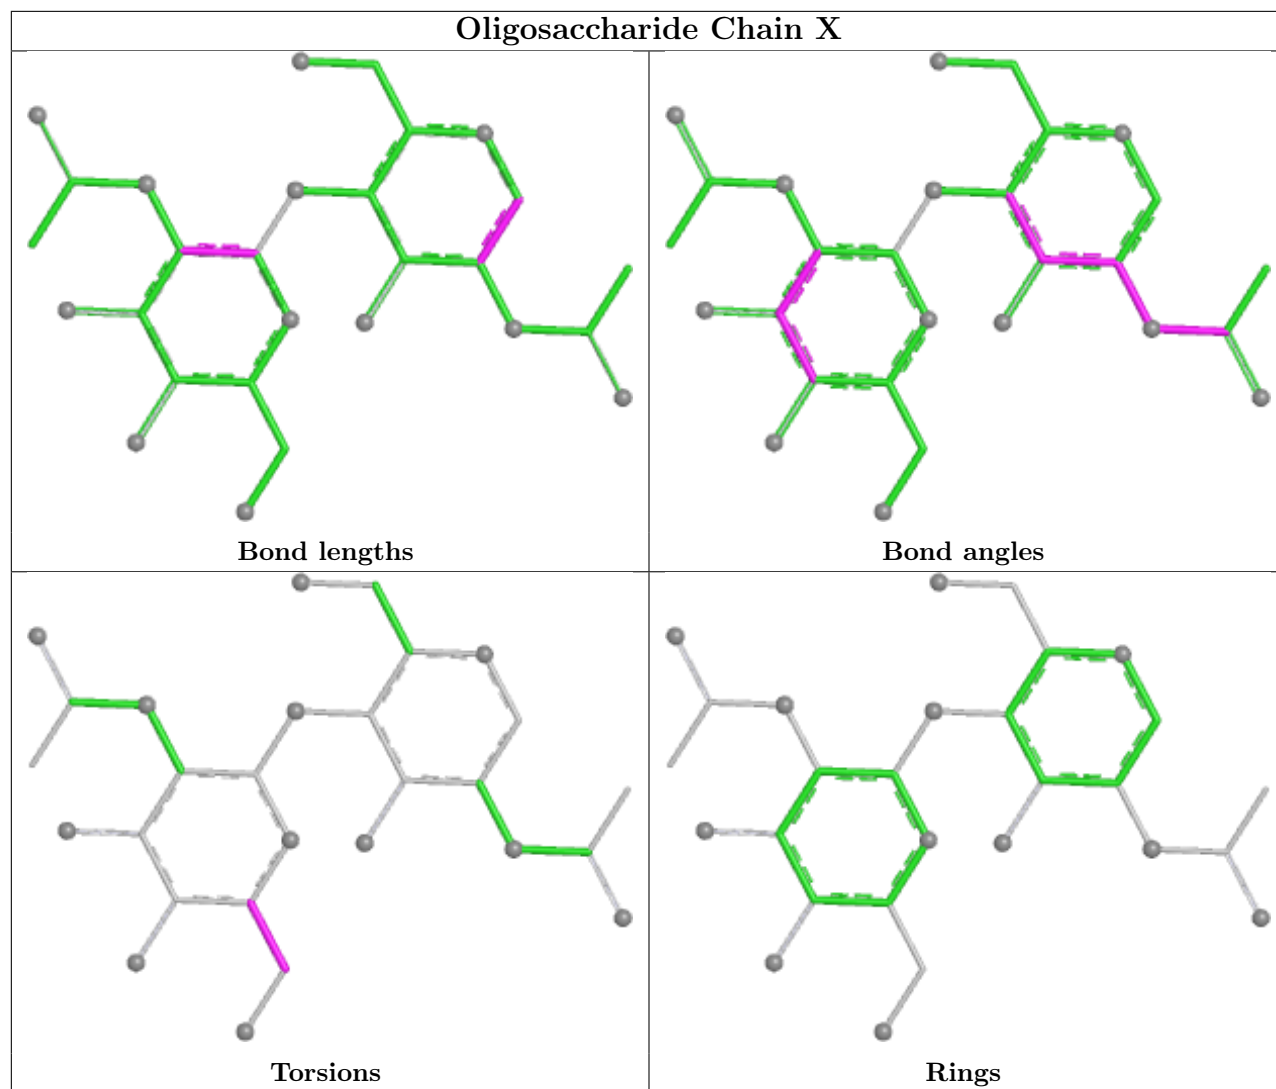 Oligosaccharide Chain X
Bond lengths
Bond angles
Torsions
Rings